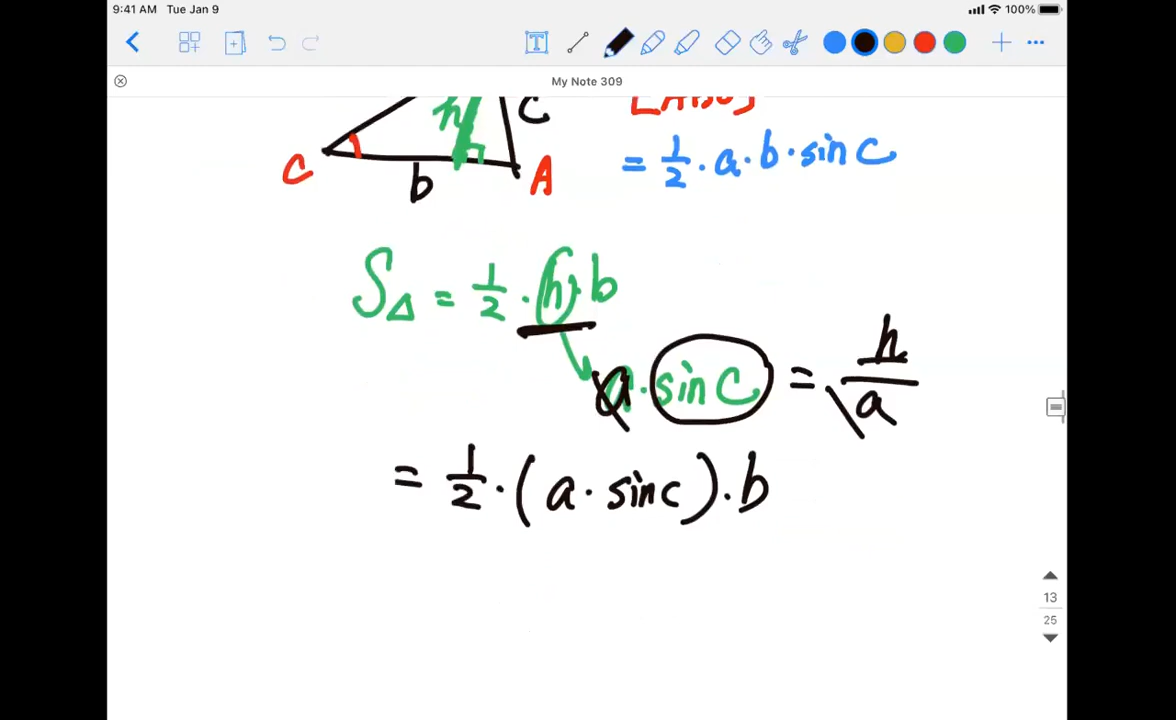 9:41 AM Tue Jan 9 100%
My Note 309
h c
C b A
= 1/2 · a · b · sin C
S△ = 1/2 · (h) · b
a · sin C = h/a
= 1/2 · (a · sin c) · b
13
25